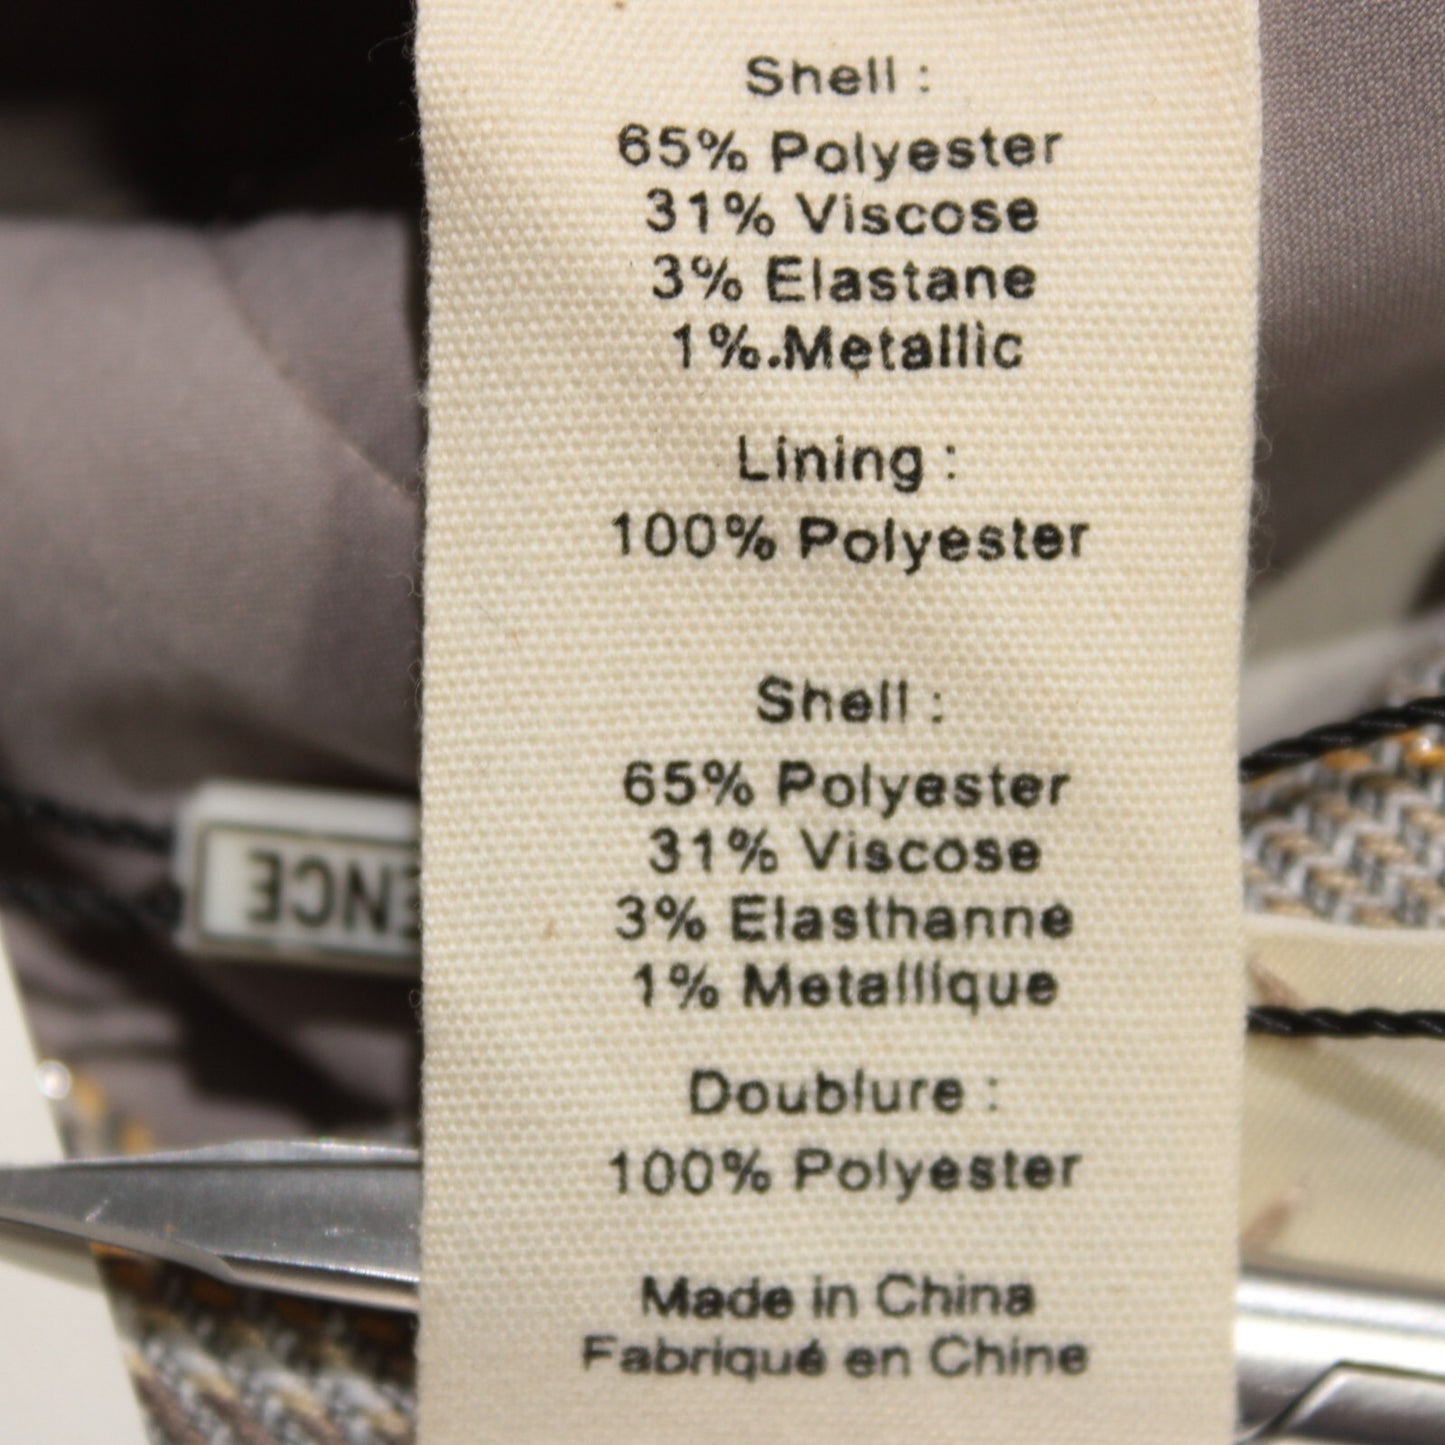 Shell :
65% Polyester
31% Viscose
3% Elastane
1%.Metallic
Lining :
100% Polyester
Shell :
65% Polyester
31% Viscose
3% Elasthanne
1% Metallique
Doublure :
100% Polyester
Made in China
Fabriqué en Chine
ENCE